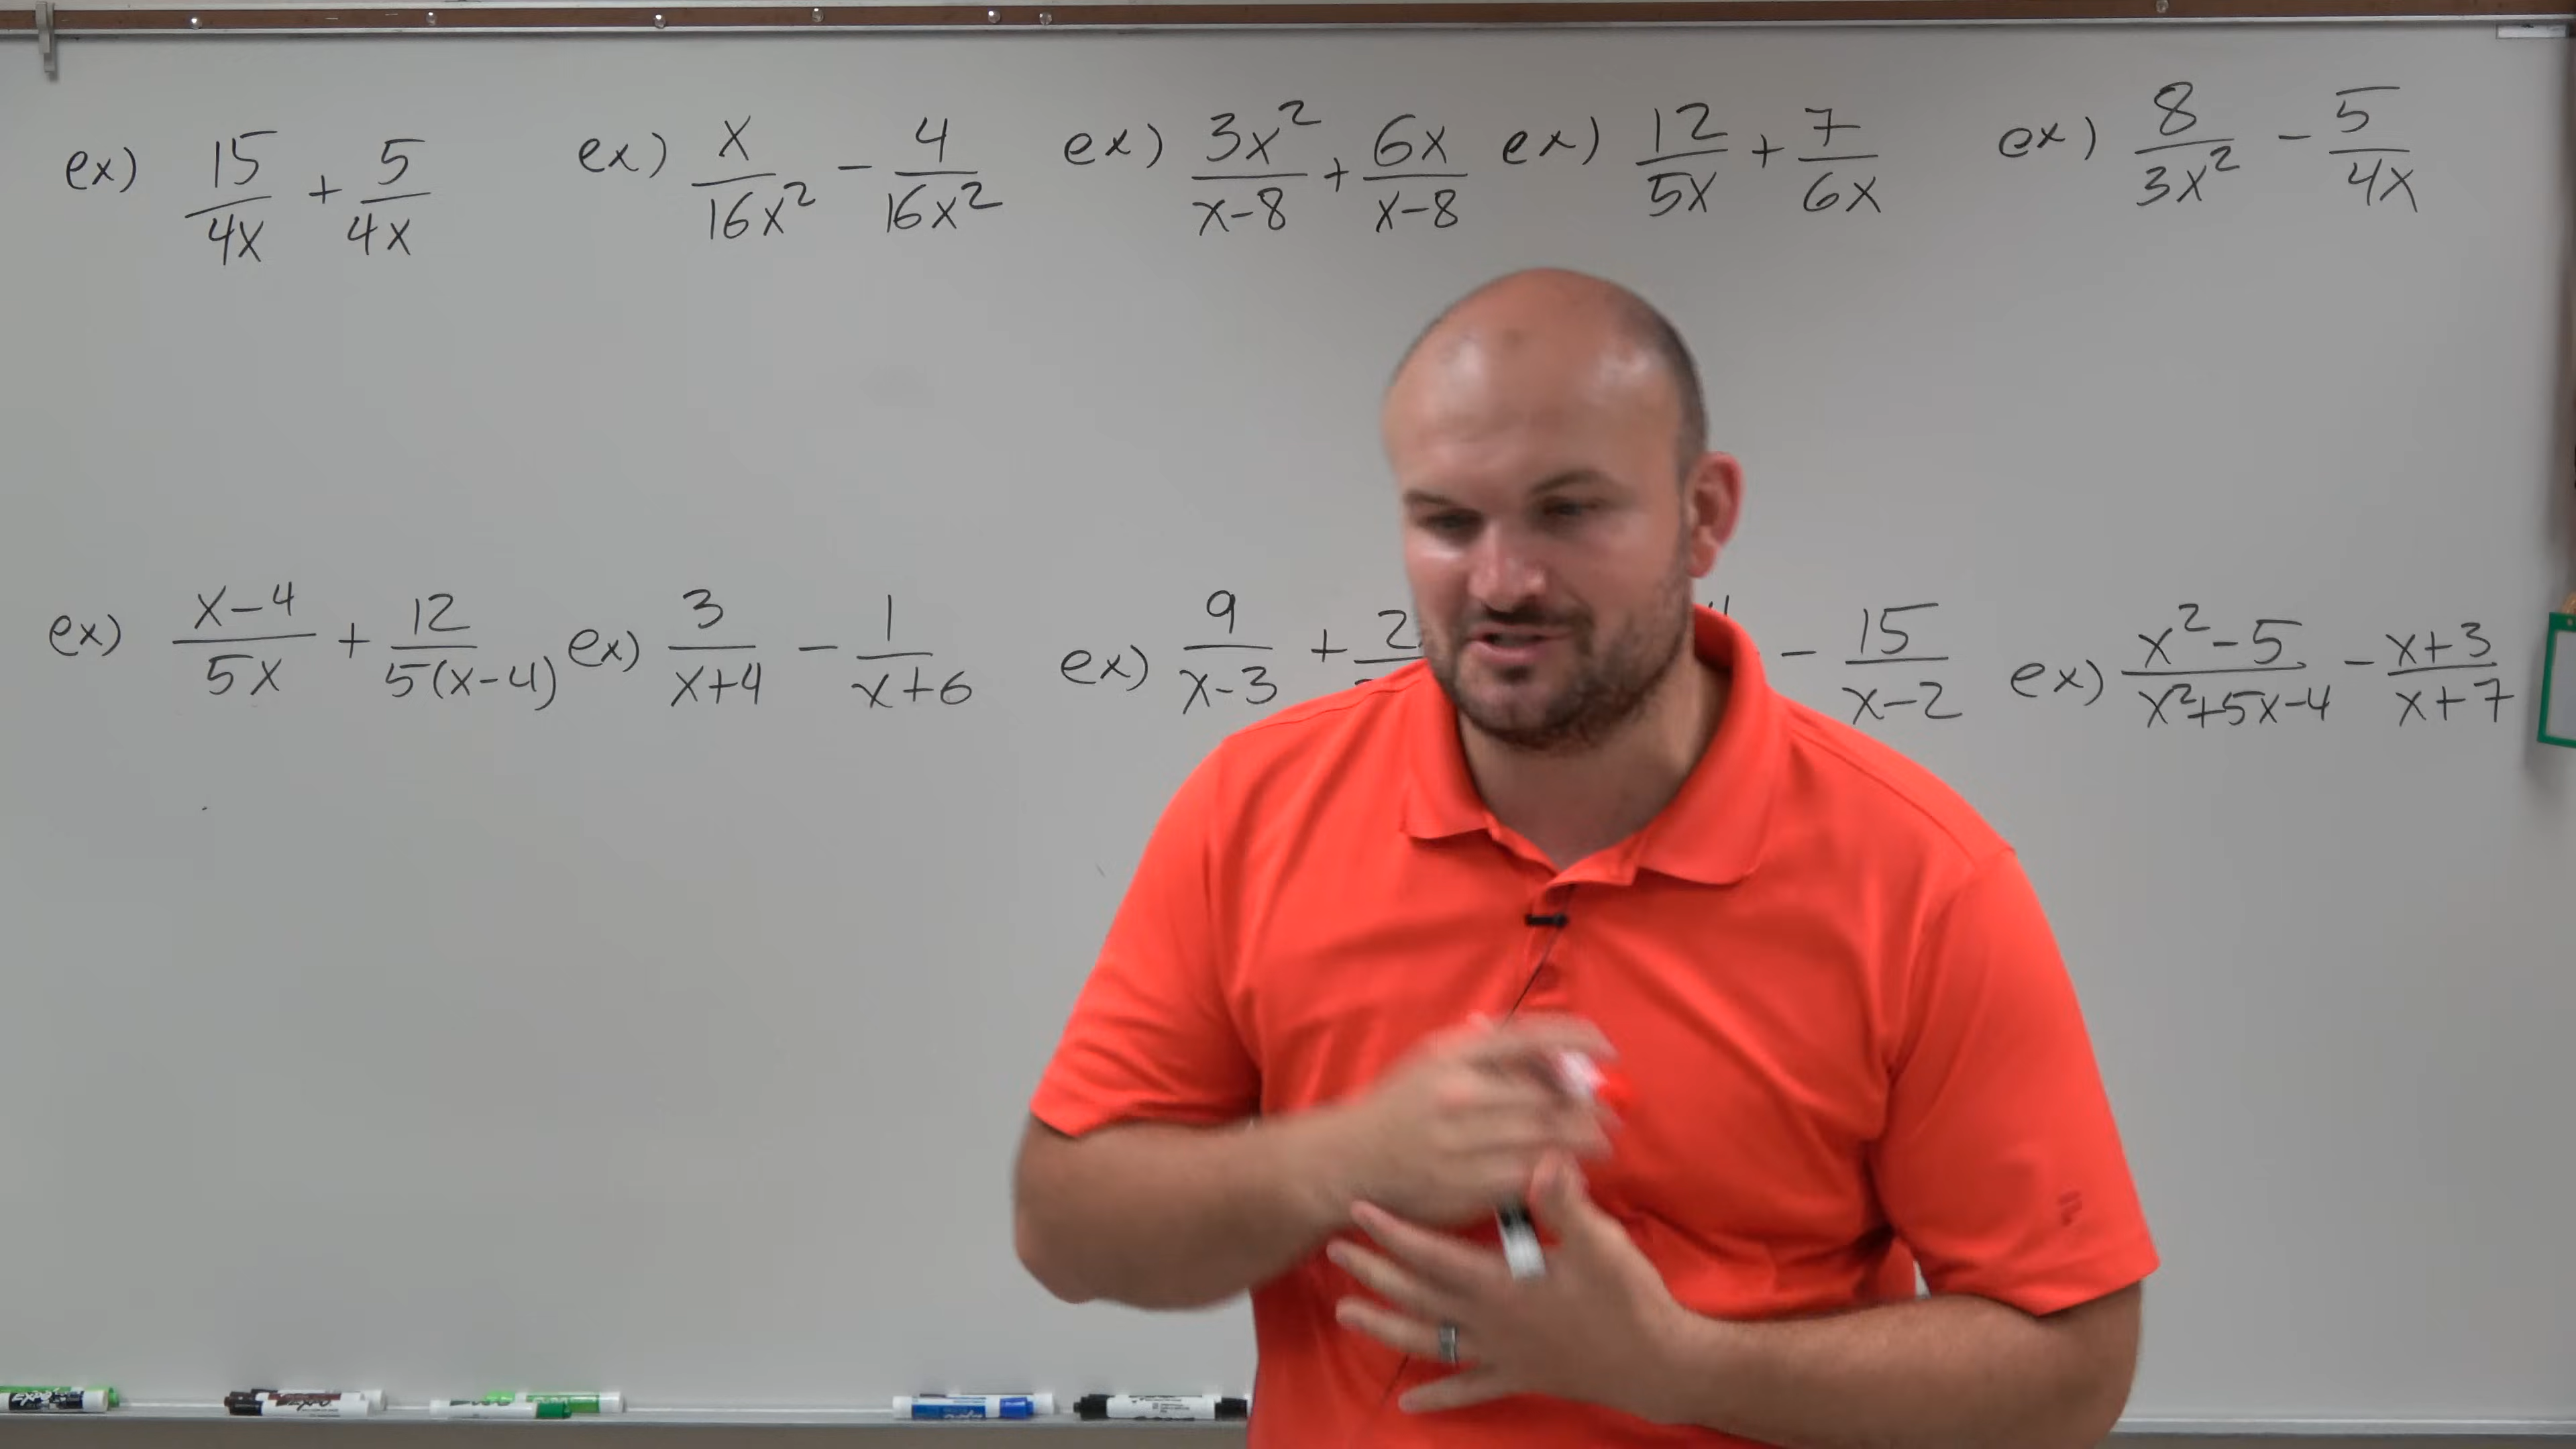 ex) 15/4x + 5/4x ex) x/16x² - 4/16x² ex) 3x²/x-8 + 6x/x-8 ex) 12/5x + 7/6x ex) 8/3x² - 5/4x
ex) x-4/5x + 12/5(x-4) ex) 3/x+4 - 1/x+6 ex) 9/x-3 + 2 - 15/x-2 ex) x²-5/x²+5x-4 - x+3/x+7
EXPO